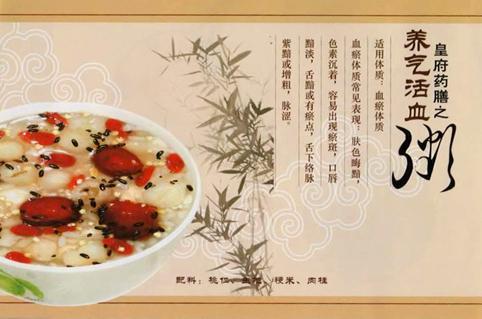 皇府药膳之
养气活血
粥
适用体质：血瘀体质
血瘀体质常见表现：肤色晦黯，
色素沉着，容易出现瘀斑，口唇
黯淡，舌黯或有瘀点，舌下络脉
紫黯或增粗，脉涩。
配料：桃仁、生地、粳米、肉桂